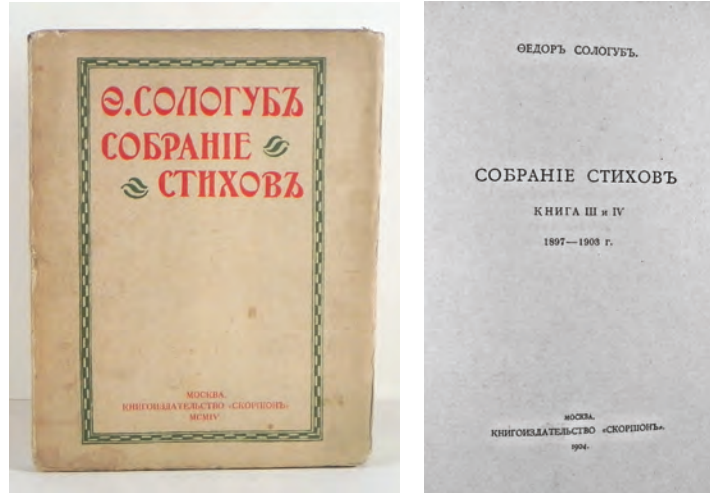 Ѳ.СОЛОГУБЪ
СОБРАНІЕ
СТИХОВЪ
МОСКВА.
КНИГОИЗДАТЕЛЬСТВО «СКОРПІОНЪ»
MCMIV.
ѲЕДОРЪ СОЛОГУБЪ.
СОБРАНІЕ СТИХОВЪ
КНИГА III и IV
1897—1903 г.
МОСКВА.
КНИГОИЗДАТЕЛЬСТВО «СКОРПІОНЪ».
1904.